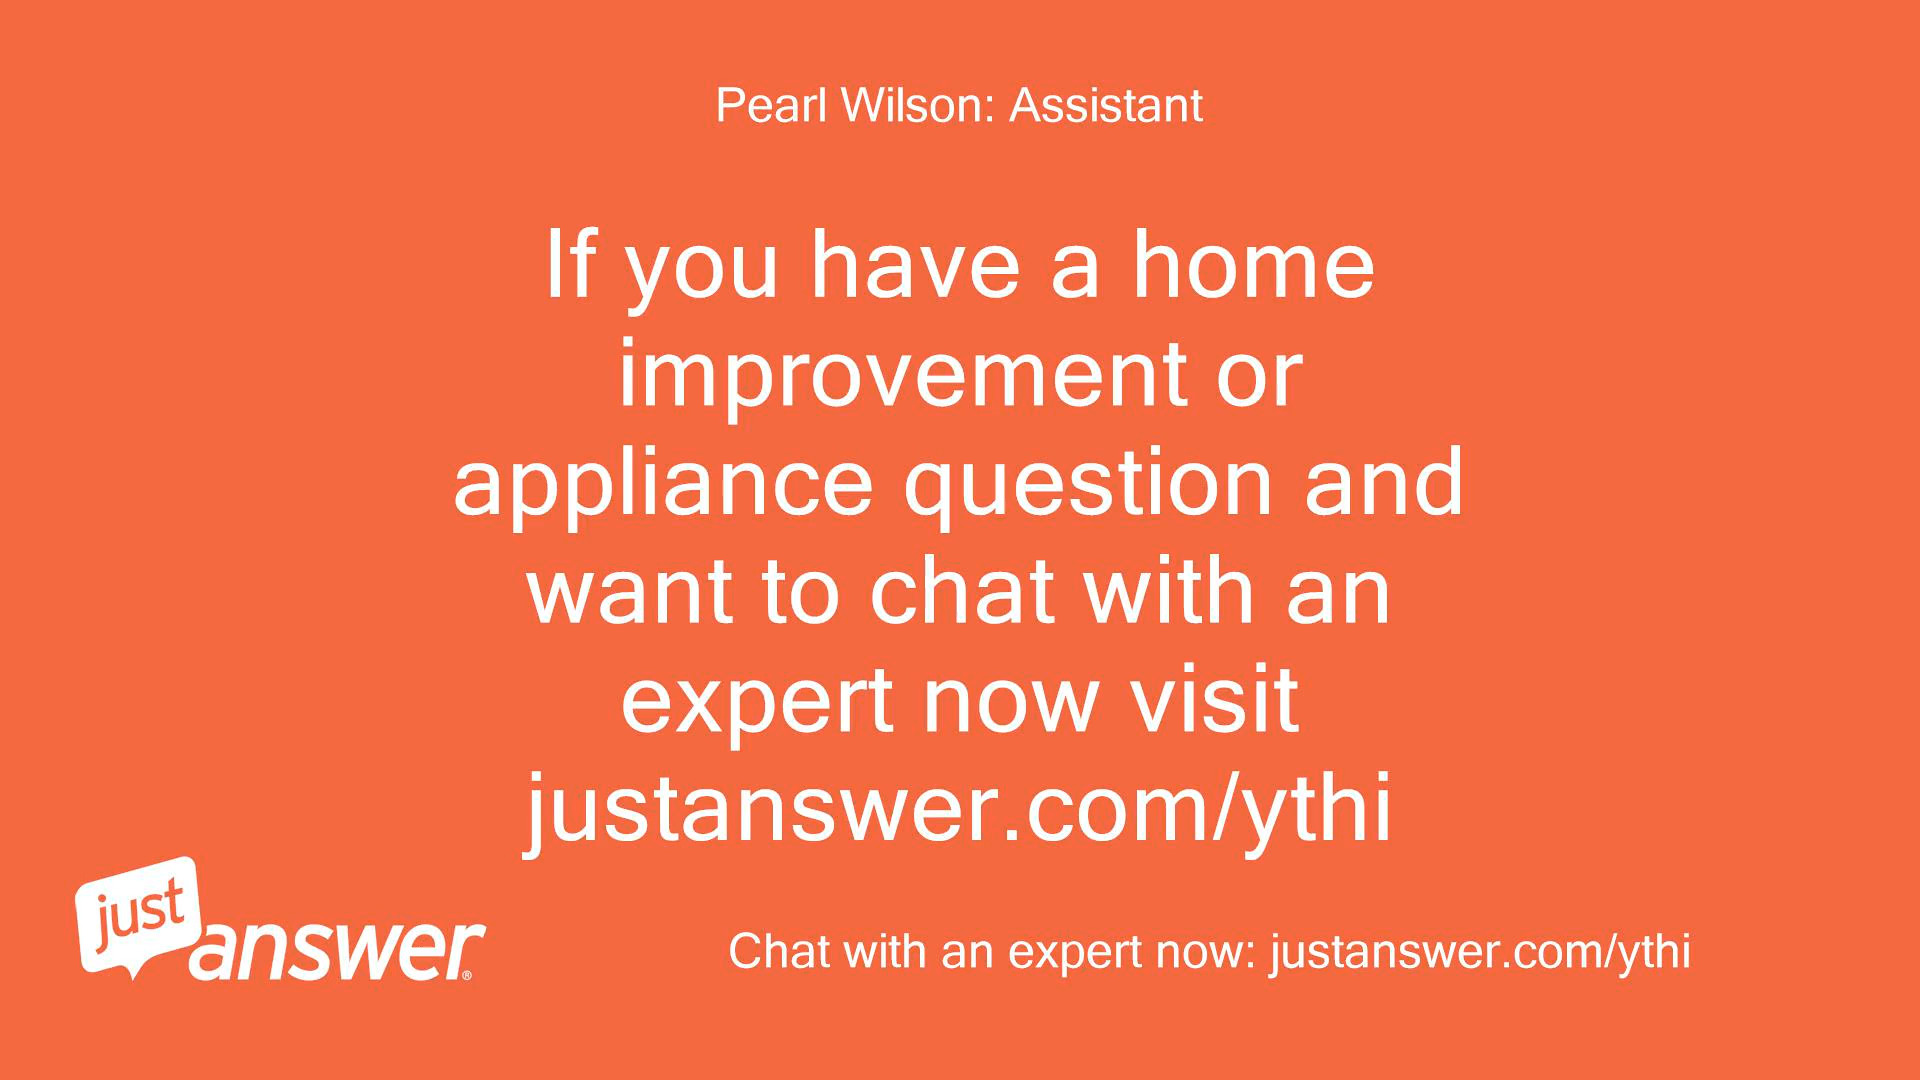 Pearl Wilson: Assistant
If you have a home
improvement or
appliance question and
want to chat with an
expert now visit
justanswer.com/ythi
just
answer®
Chat with an expert now: justanswer.com/ythi